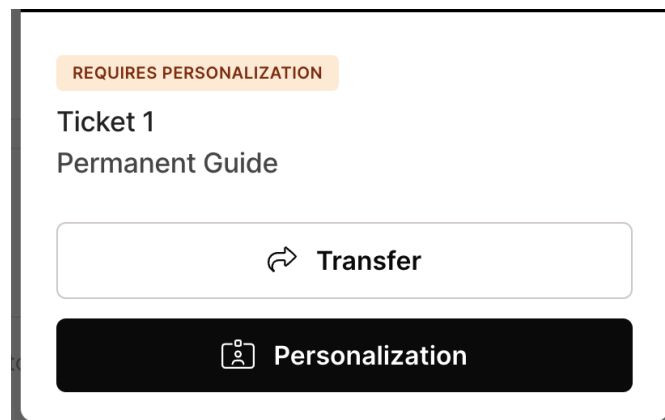 REQUIRES PERSONALIZATION
Ticket 1
Permanent Guide
Transfer
Personalization